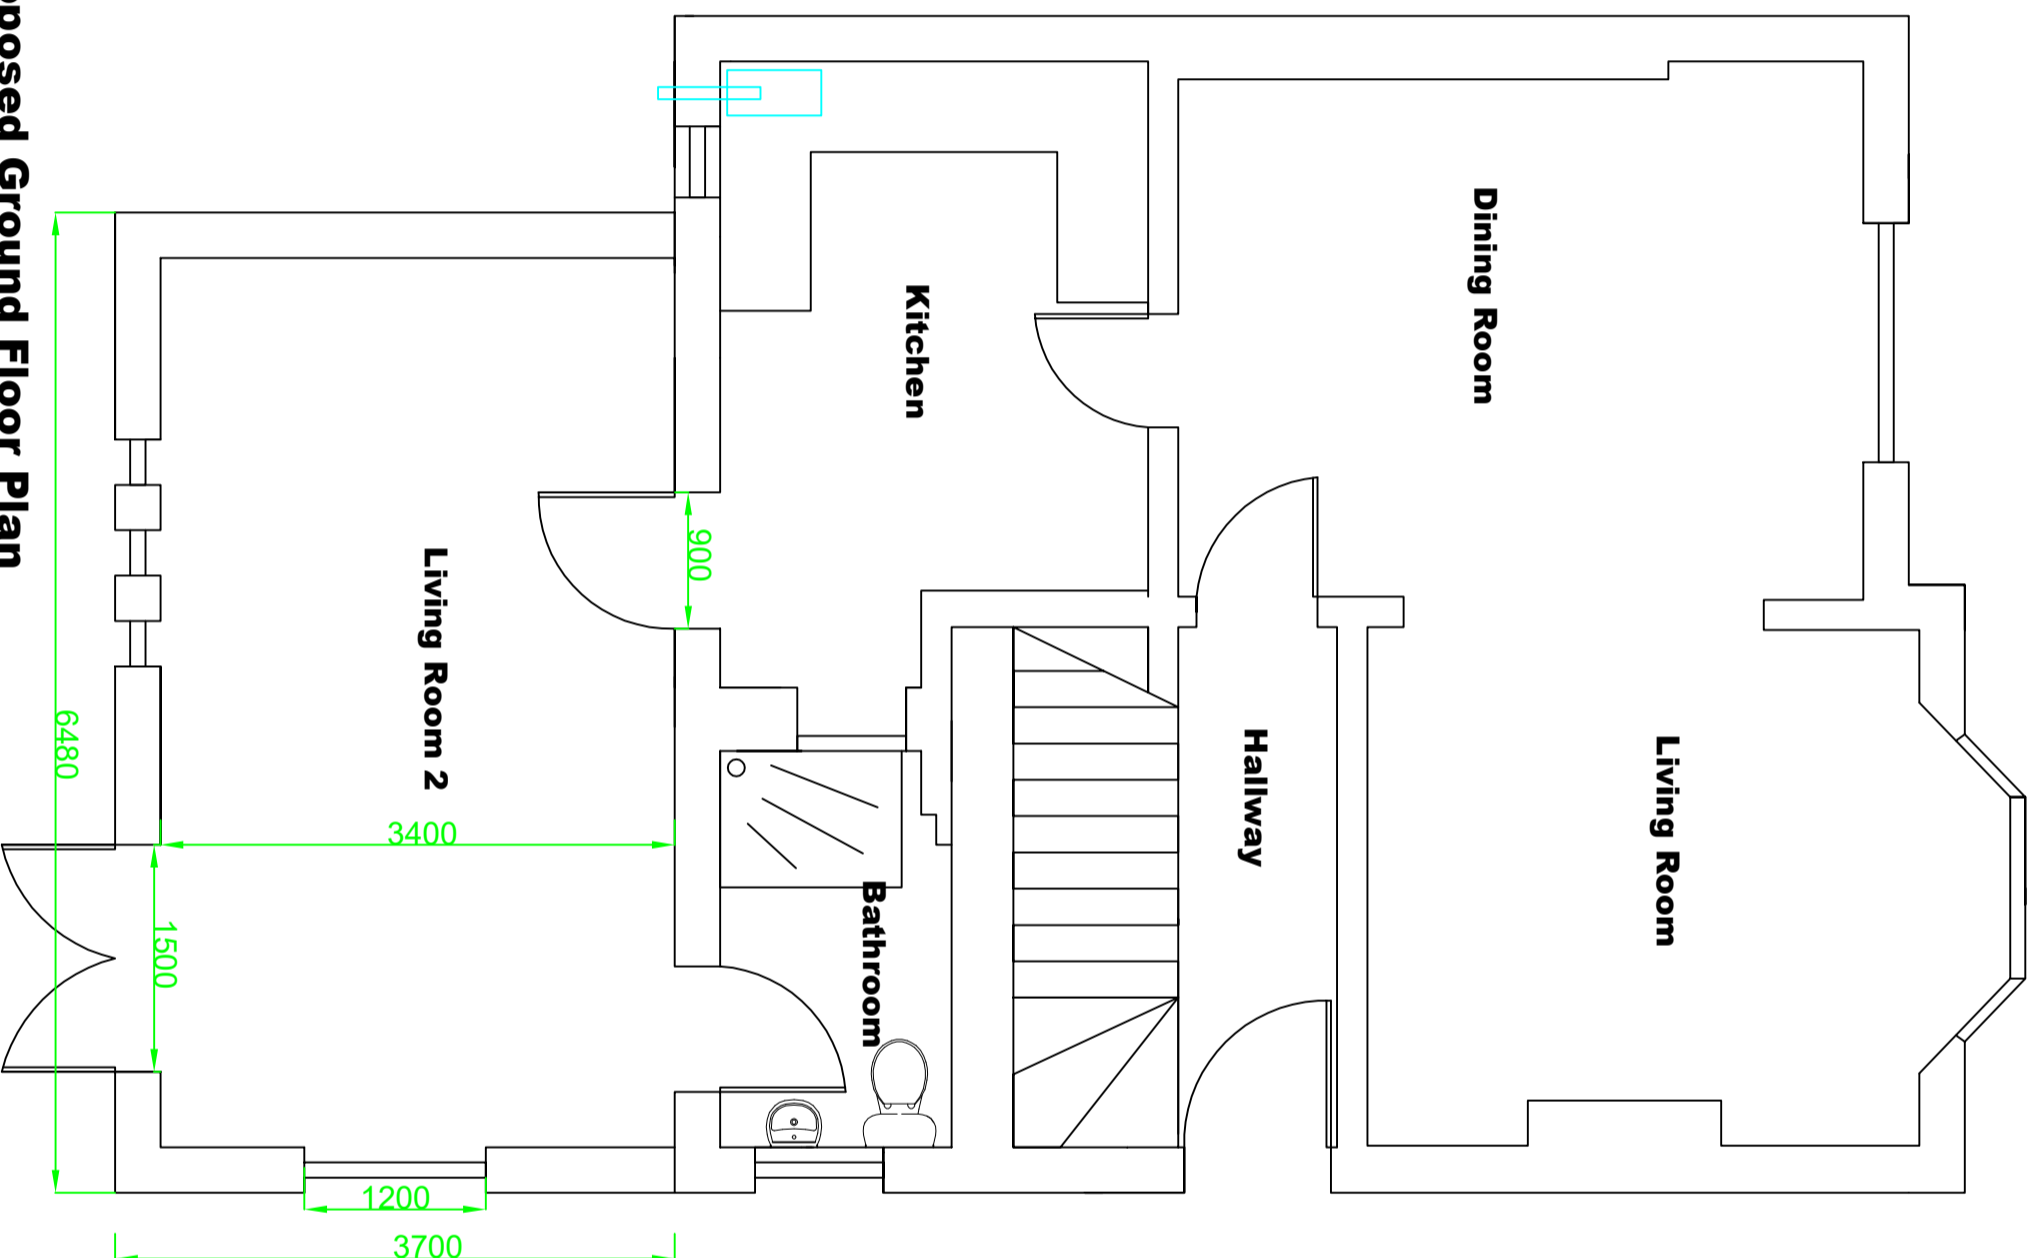 Ground Floor Plan
Dining Room
Kitchen
Living Room 2
Hallway
Living Room
Bathroom
900
6480
3400
1500
1200
3700